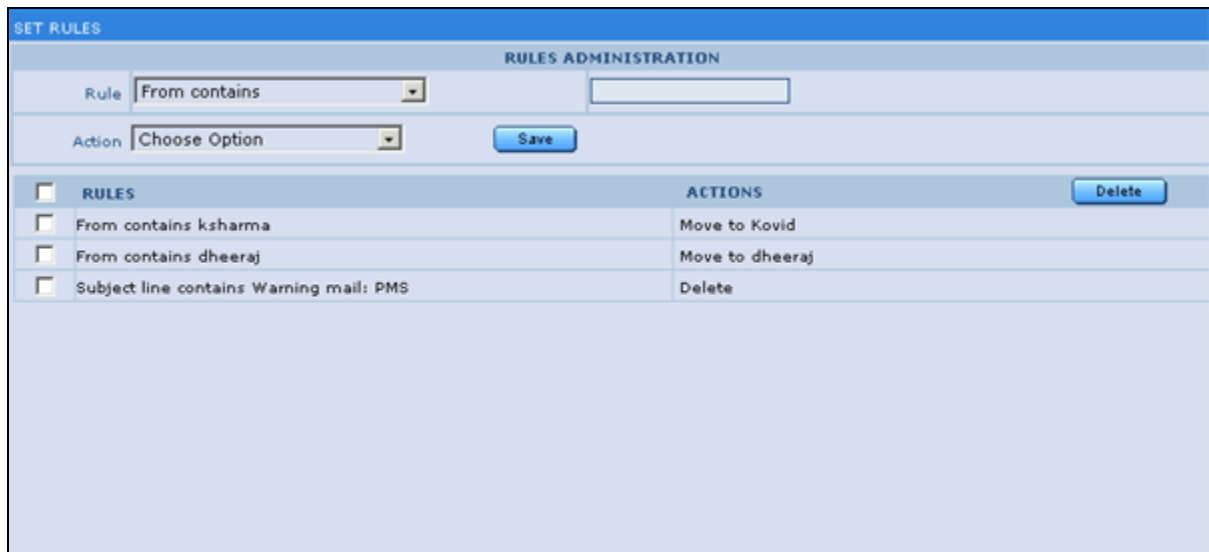 SET RULES
RULES ADMINISTRATION
Rule From contains
Action Choose Option Save
RULES ACTIONS Delete
From contains ksharma Move to Kovid
From contains dheeraj Move to dheeraj
Subject line contains Warning mail: PMS Delete